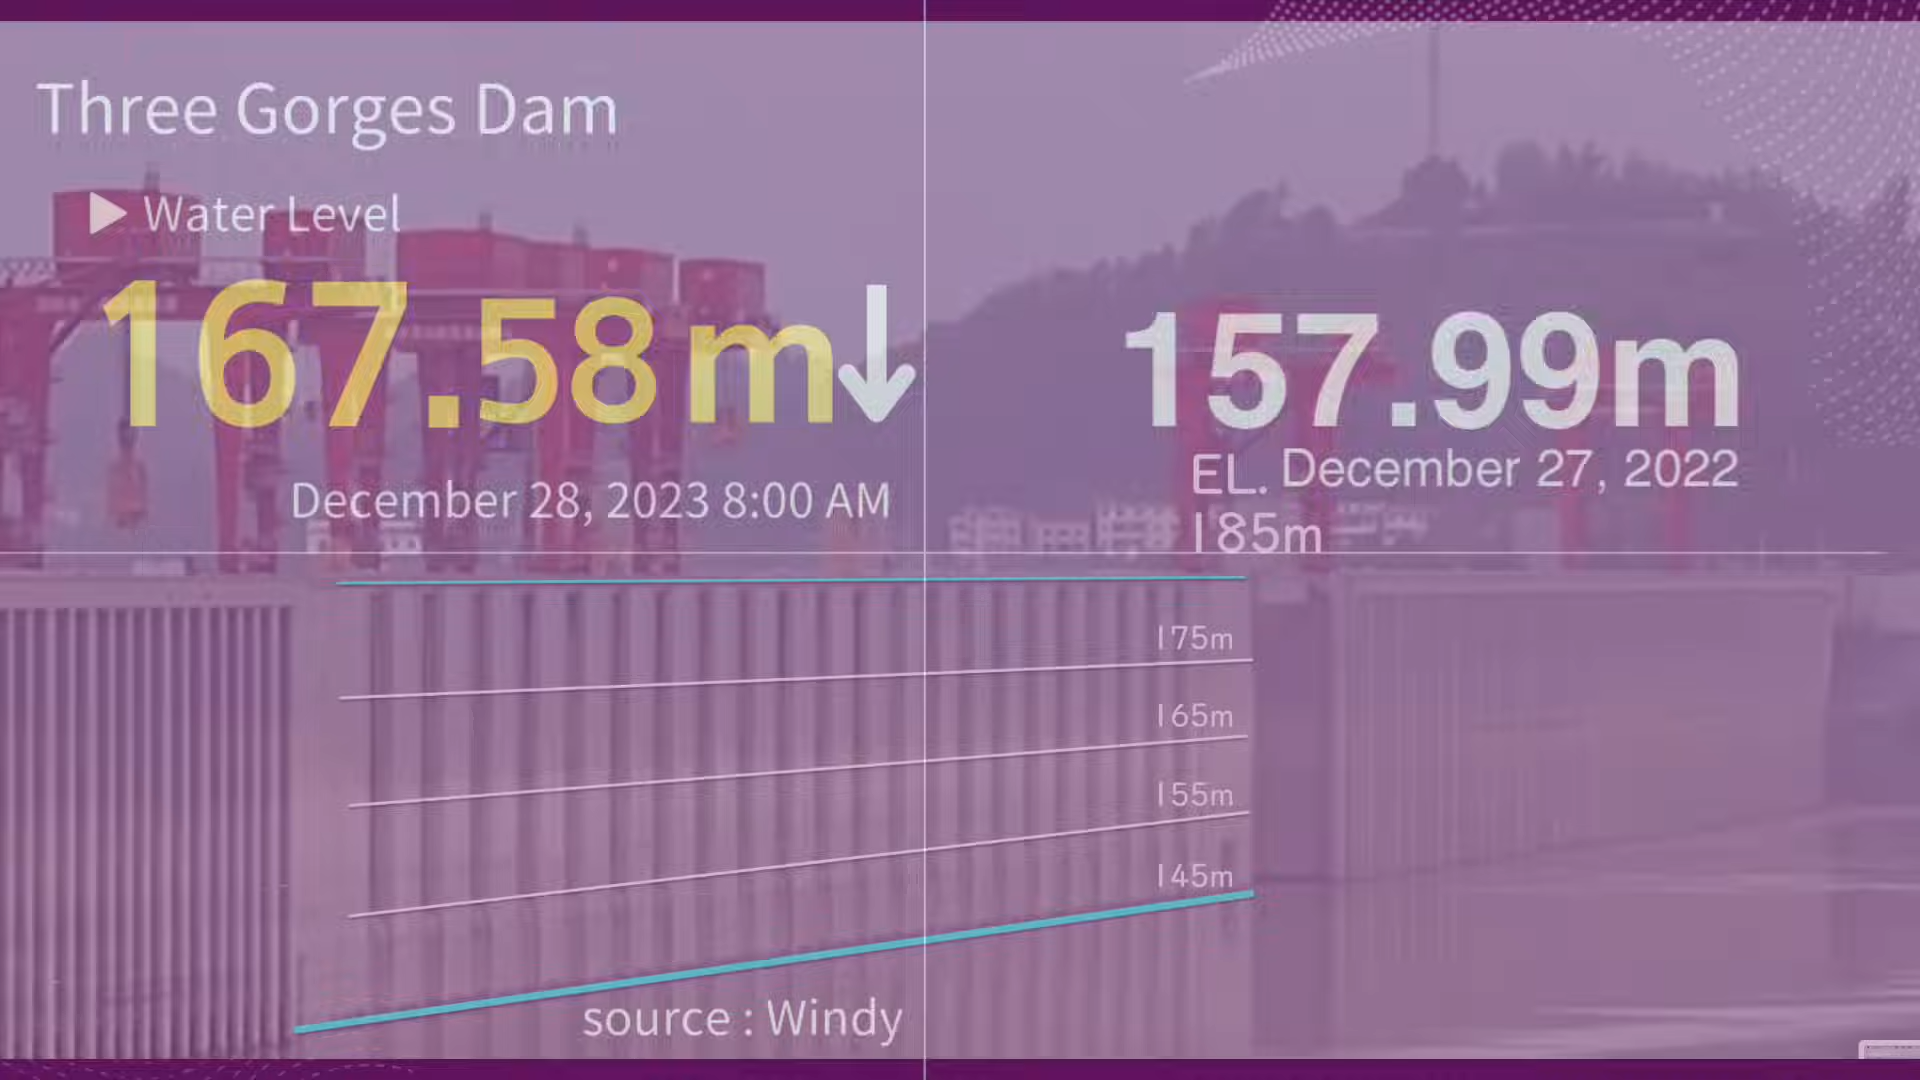 Three Gorges Dam
Water Level
167.58m
December 28, 2023 8:00 AM
157.99m
December 27, 2022
EL.
185m
175m
165m
155m
145m
source : Windy